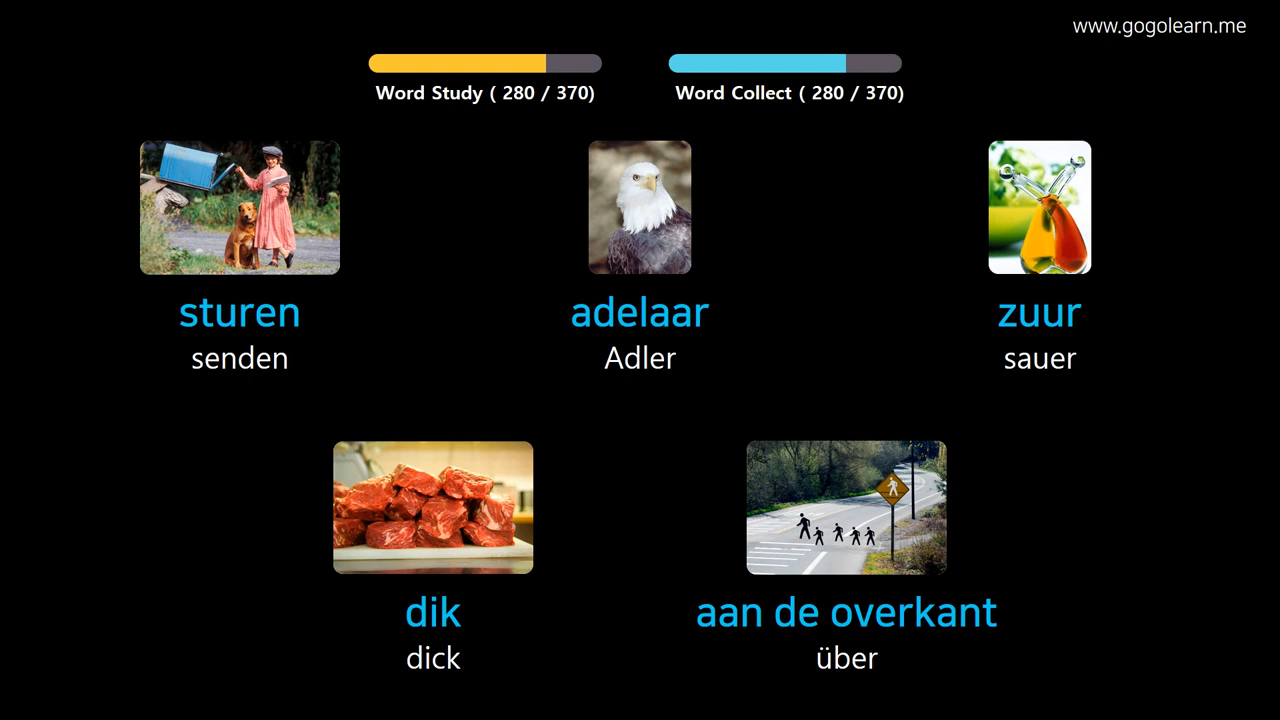 www.gogolearn.me
Word Study ( 280 / 370)
Word Collect ( 280 / 370)
sturen
senden
adelaar
Adler
zuur
sauer
dik
dick
aan de overkant
über